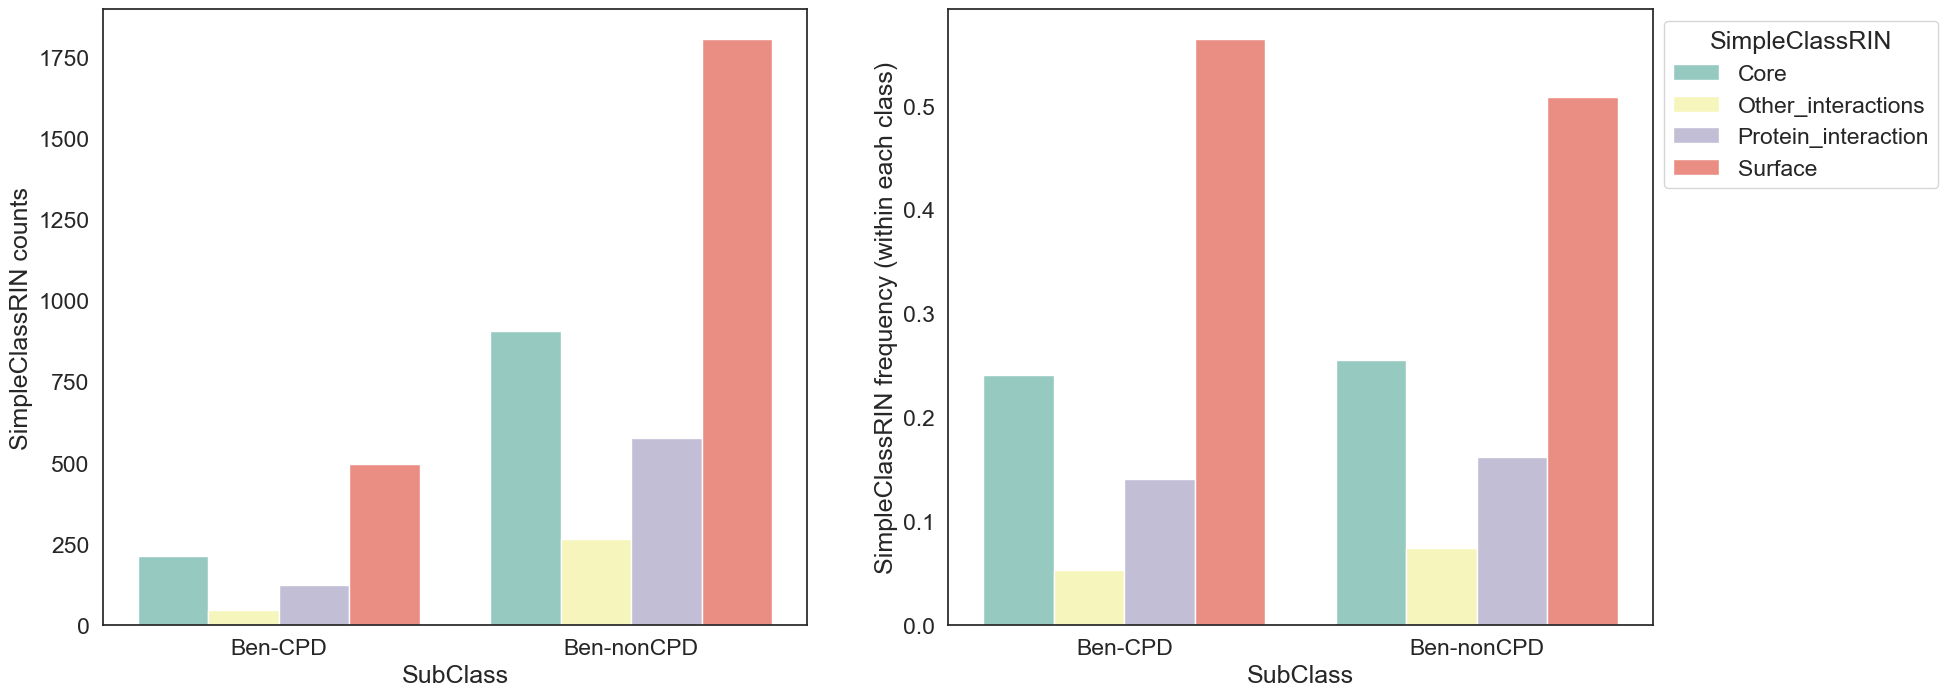 SimpleClassRIN counts
1750
1500
1250
1000
750
500
250
0
Ben-CPD
Ben-nonCPD
SubClass
SimpleClassRIN frequency (within each class)
0.5
0.4
0.3
0.2
0.1
0.0
Ben-CPD
Ben-nonCPD
SubClass
SimpleClassRIN
Core
Other_interactions
Protein_interaction
Surface